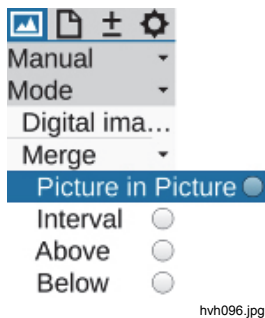 Manual
Mode
Digital ima...
Merge
Picture in Picture
Interval
Above
Below
hvh096.jpg